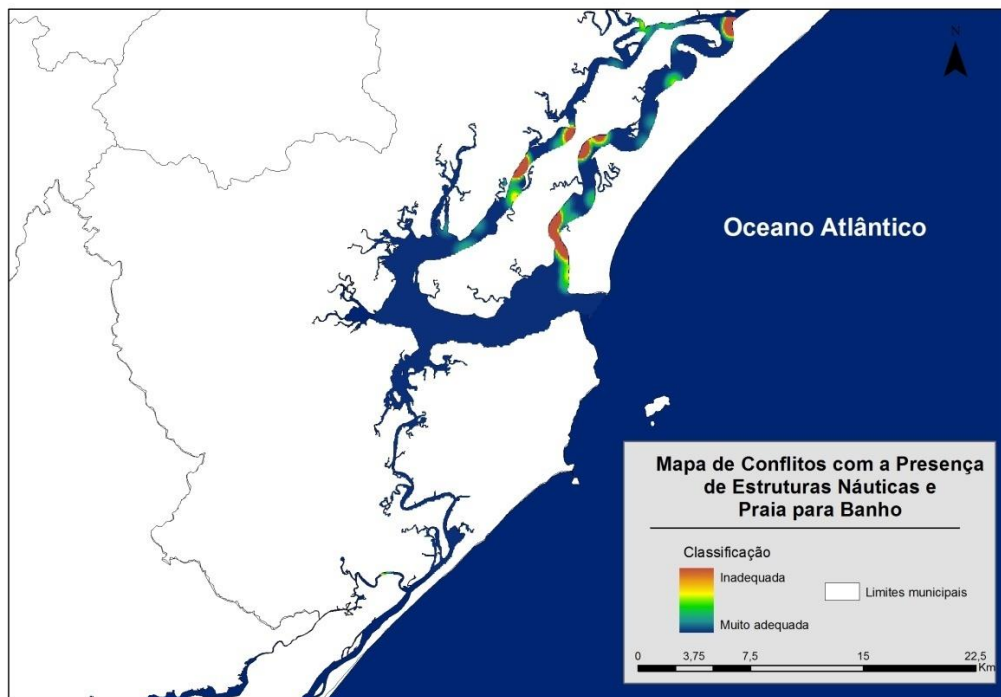 N
Oceano Atlântico
Mapa de Conflitos com a Presença
de Estruturas Náuticas e
Praia para Banho
Classificação
Inadequada
Muito adequada
Limites municipais
0 3,75 7,5 15 22,5
Km